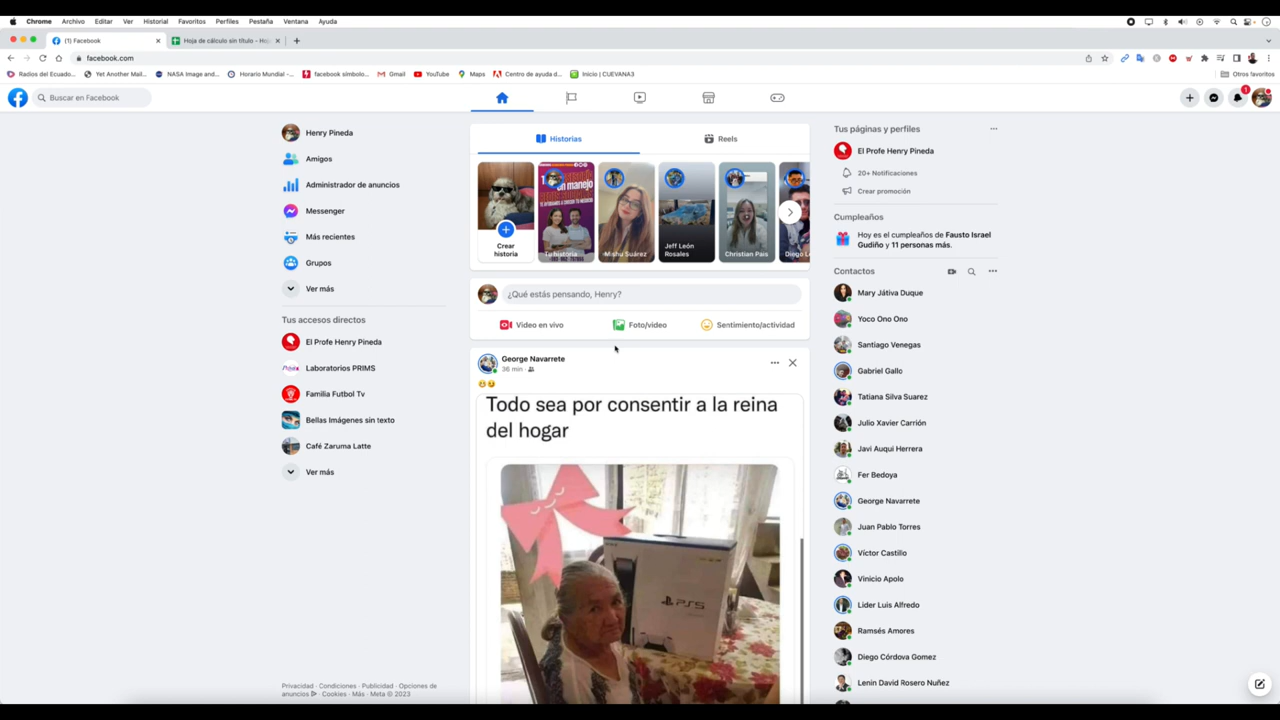 Chrome Archivo Editar Ver Historial Favoritos Perfiles Pestaña Ventana Ayuda
(1) Facebook
Hoja de cálculo sin título - Ho
facebook.com
Radios del Ecuado...
Yet Another Mail...
NASA Image and...
Horario Mundial -...
facebook símbolo...
Gmail
YouTube
Maps
Centro de ayuda d...
Inicio | CUEVANA3
Otros favoritos
Buscar en Facebook
1
Henry Pineda
Amigos
Administrador de anuncios
Messenger
Más recientes
Grupos
Ver más
Tus accesos directos
El Profe Henry Pineda
Laboratorios PRIMS
Familia Futbol Tv
Bellas Imágenes sin texto
Café Zaruma Latte
Ver más
Privacidad · Condiciones · Publicidad · Opciones de
anuncios · Cookies · Más · Meta © 2023
Historias
Reels
Crear
historia
Tu historia
Mishu Suárez
Jeff León
Rosales
Christian Pais
Diego L
¿Qué estás pensando, Henry?
Video en vivo
Foto/video
Sentimiento/actividad
George Navarrete
36 min ·
Todo sea por consentir a la reina
del hogar
PS5
Tus páginas y perfiles
El Profe Henry Pineda
20+ Notificaciones
Crear promoción
Cumpleaños
Hoy es el cumpleaños de Fausto Israel
Gudiño y 11 personas más.
Contactos
Mary Játiva Duque
Yoco Ono Ono
Santiago Venegas
Gabriel Gallo
Tatiana Silva Suarez
Julio Xavier Carrión
Javi Auqui Herrera
Fer Bedoya
George Navarrete
Juan Pablo Torres
Víctor Castillo
Vinicio Apolo
Lider Luis Alfredo
Ramsés Amores
Diego Córdova Gomez
Lenin David Rosero Nuñez